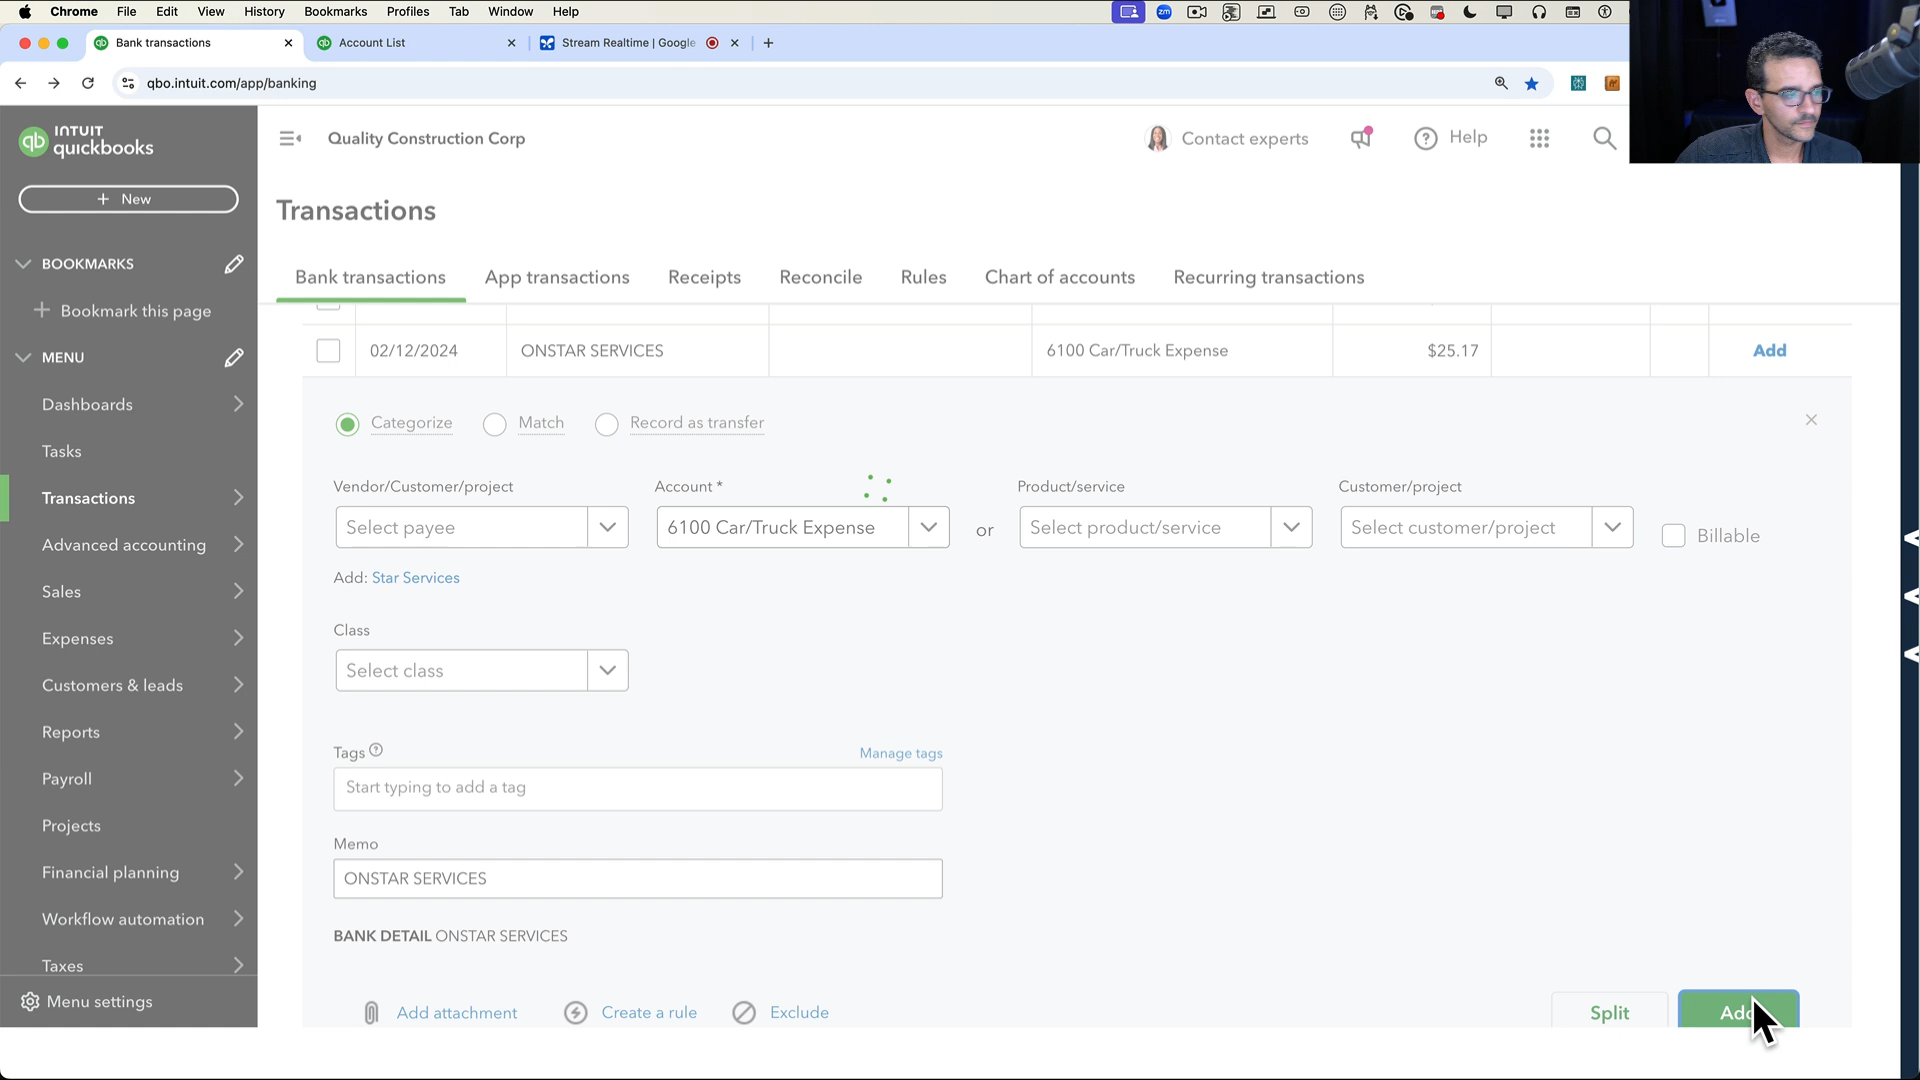 Chrome File Edit View History Bookmarks Profiles Tab Window Help
zm
qb Bank transactions
qb Account List
Stream Realtime | Google
qbo.intuit.com/app/banking
INTUIT
quickbooks
qb
Quality Construction Corp
Contact experts
Help
+ New
Transactions
BOOKMARKS
Bank transactions App transactions Receipts Reconcile Rules Chart of accounts Recurring transactions
+ Bookmark this page
MENU
02/12/2024 ONSTAR SERVICES 6100 Car/Truck Expense $25.17 Add
Dashboards
Tasks
Transactions
Advanced accounting
Sales
Expenses
Customers & leads
Reports
Payroll
Projects
Financial planning
Workflow automation
Taxes
Menu settings
Categorize Match Record as transfer
Vendor/Customer/project Account * Product/service Customer/project
Select payee 6100 Car/Truck Expense or Select product/service Select customer/project Billable
Add: Star Services
Class
Select class
Tags ? Manage tags
Start typing to add a tag
Memo
ONSTAR SERVICES
BANK DETAIL ONSTAR SERVICES
Add attachment Create a rule Exclude Split Add